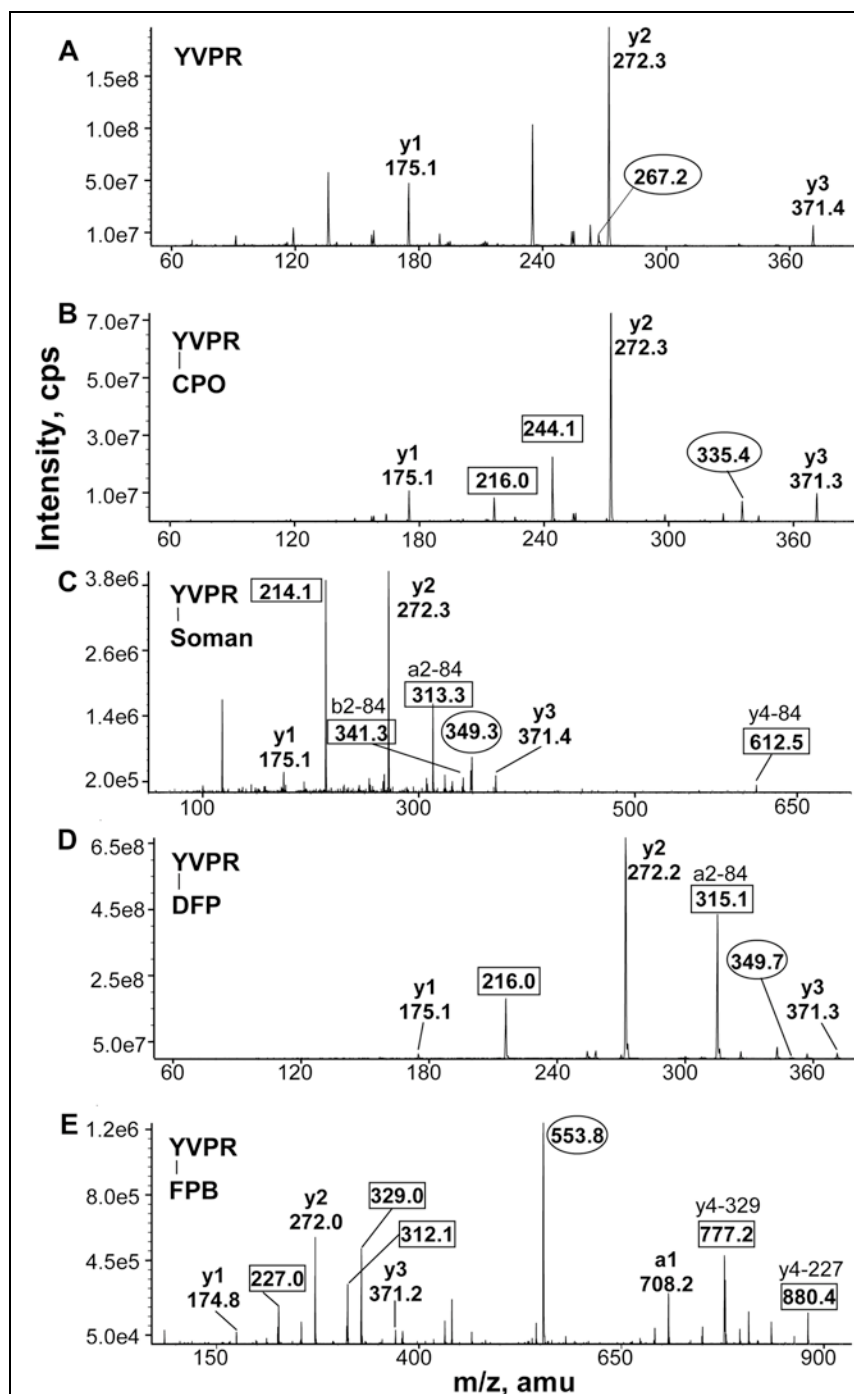 A
YVPR
y2
272.3
1.5e8
1.0e8
y1
175.1
5.0e7
267.2
y3
371.4
1.0e7
60
120
180
240
300
360
B
7.0e7
YVPR
CPO
y2
272.3
5.0e7
3.0e7
244.1
y1
175.1
216.0
335.4
y3
371.3
1.0e7
60
120
180
240
300
360
Intensity, cps
C
3.8e6
YVPR
Soman
214.1
y2
272.3
2.6e6
a2-84
313.3
b2-84
341.3
349.3
1.4e6
y1
175.1
y3
371.4
y4-84
612.5
2.0e5
100
300
500
650
D
6.5e8
YVPR
DFP
y2
272.2
a2-84
315.1
4.5e8
2.5e8
y1
175.1
216.0
349.7
y3
371.3
5.0e7
60
120
180
240
300
360
E
1.2e6
YVPR
FPB
553.8
8.0e5
y2
272.0
329.0
312.1
y4-329
777.2
4.5e5
y1
174.8
227.0
y3
371.2
a1
708.2
y4-227
880.4
5.0e4
150
400
650
900
m/z, amu